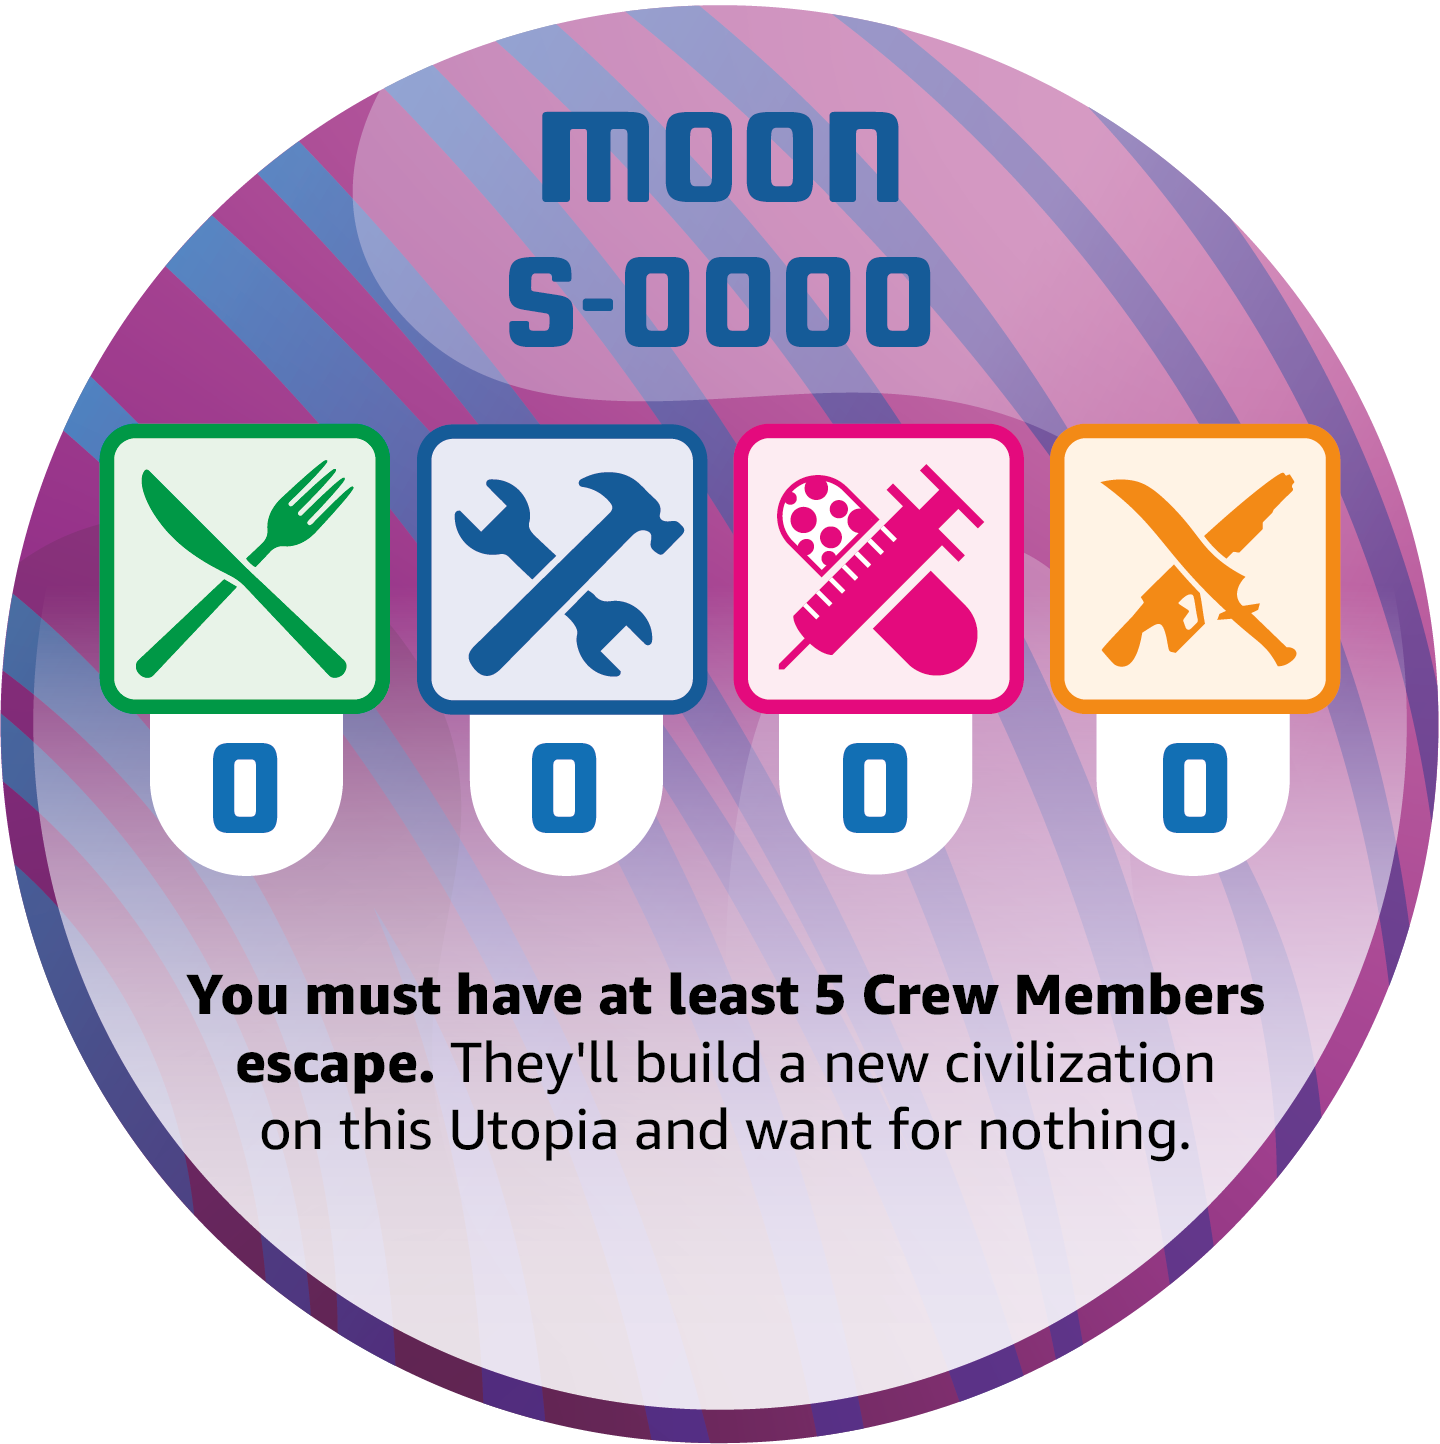 MOON
S-0000
0 0 0 0
You must have at least 5 Crew Members
escape. They'll build a new civilization
on this Utopia and want for nothing.